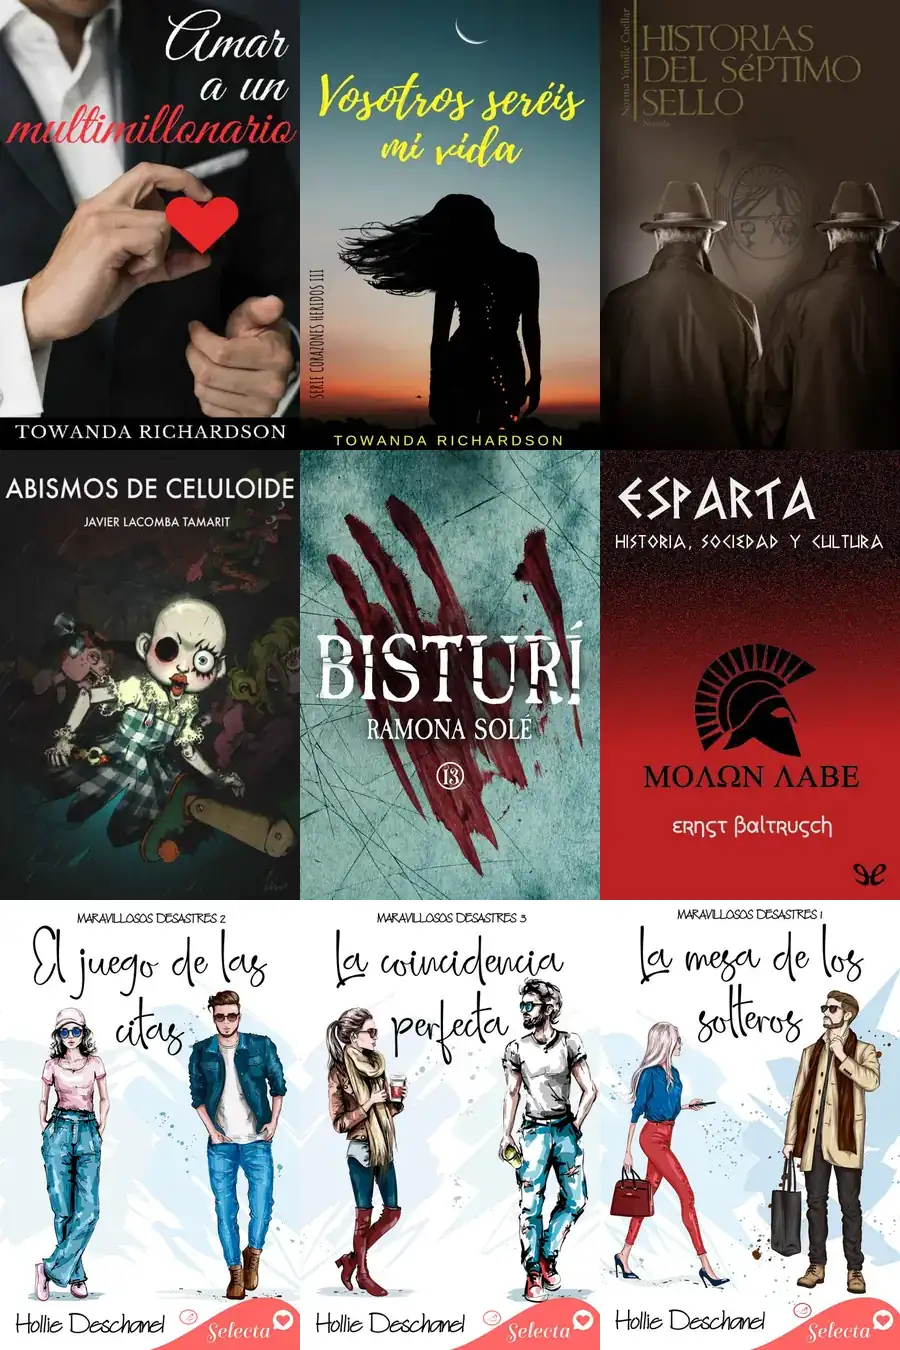 Amar
a un
multimillonario
TOWANDA RICHARDSON
Vosotros seréis
mi vida
SERIE CORAZONES HERIDOS III
TOWANDA RICHARDSON
Norma Yamille Cuéllar
HISTORIAS
DEL SéPTIMO
SELLO
Novela
ABISMOS DE CELULOIDE
JAVIER LACOMBA TAMARIT
BISTURÍ
RAMONA SOLÉ
13
ESPARTA
HISTORIA, SOCIEDAD Y CULTURA
ΜΟΛΩΝ ΛΑΒΕ
Ernst Baltrusch
MARAVILLOSOS DESASTRES 2
El juego de las
citas
Hollie Deschanel
Selecta
MARAVILLOSOS DESASTRES 3
La coincidencia
perfecta
Hollie Deschanel
Selecta
MARAVILLOSOS DESASTRES 1
La mesa de los
solteros
Hollie Deschanel
Selecta